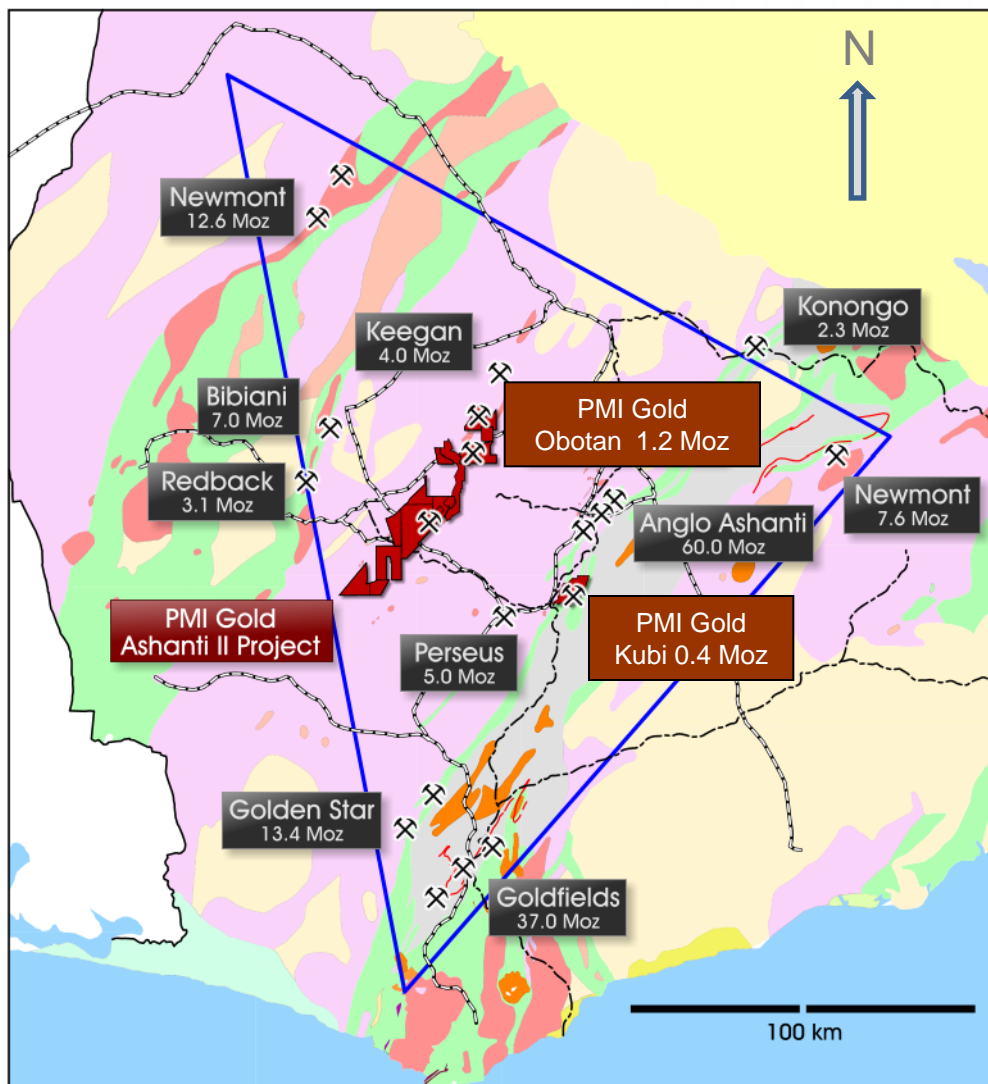 N
Newmont
12.6 Moz
Konongo
2.3 Moz
Keegan
4.0 Moz
Bibiani
7.0 Moz
PMI Gold
Obotan 1.2 Moz
Redback
3.1 Moz
Newmont
7.6 Moz
Anglo Ashanti
60.0 Moz
PMI Gold
Ashanti II Project
PMI Gold
Kubi 0.4 Moz
Perseus
5.0 Moz
Golden Star
13.4 Moz
Goldfields
37.0 Moz
100 km